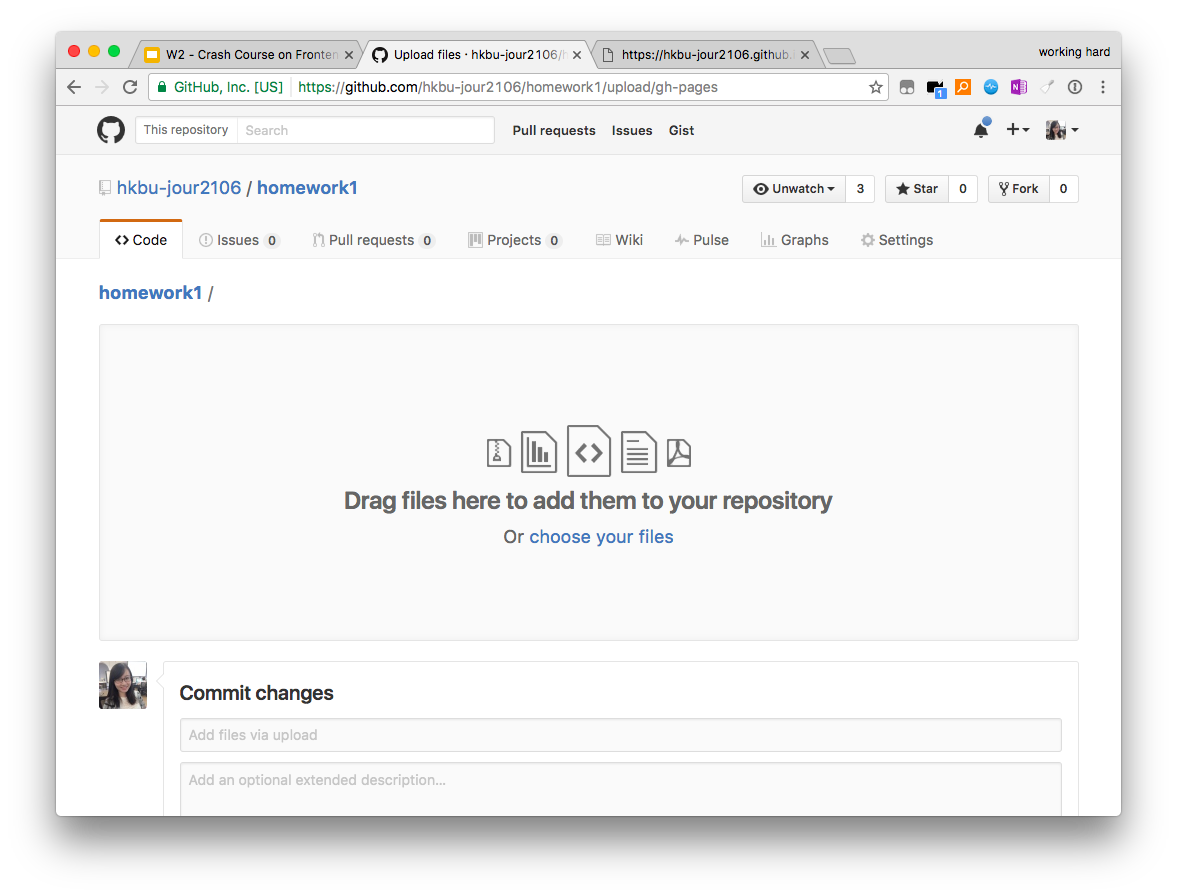 W2 - Crash Course on Fronten
Upload files · hkbu-jour2106/h
https://hkbu-jour2106.github.i
working hard
GitHub, Inc. [US]
https://github.com/hkbu-jour2106/homework1/upload/gh-pages
1
N
This repository
Search
Pull requests
Issues
Gist
hkbu-jour2106 / homework1
Unwatch 3
Star 0
Fork 0
Code
Issues 0
Pull requests 0
Projects 0
Wiki
Pulse
Graphs
Settings
homework1 /
Drag files here to add them to your repository
Or choose your files
Commit changes
Add files via upload
Add an optional extended description...